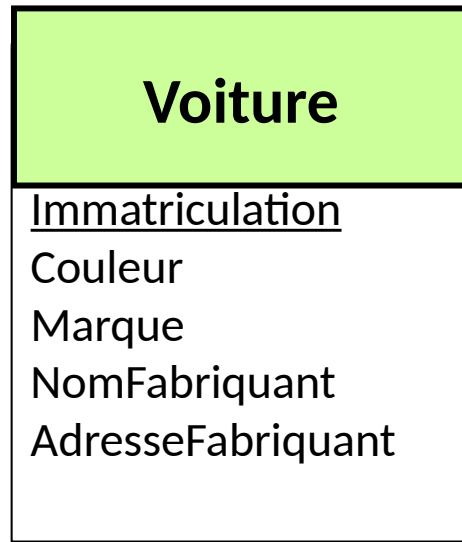 Voiture
Immatriculation
Couleur
Marque
NomFabriquant
AdresseFabriquant